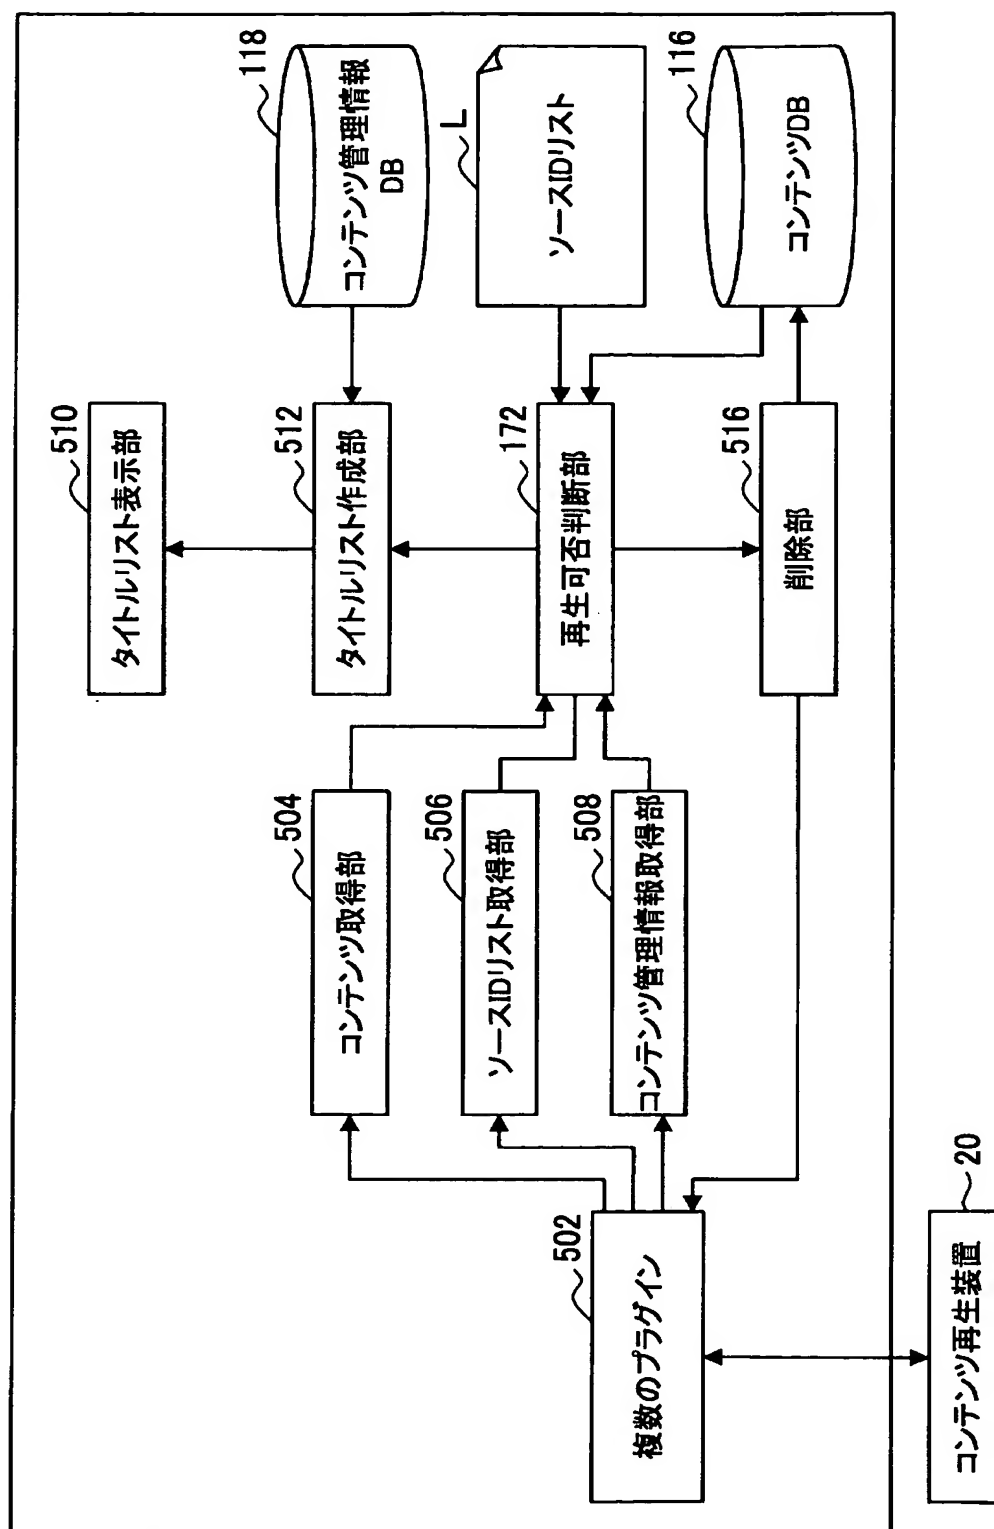 118
コンテンツ管理情報
DB
L
ソースIDリスト
116
コンテンツDB
510
タイトルリスト表示部
512
タイトルリスト作成部
172
再生可否判断部
516
削除部
504
コンテンツ取得部
506
ソースIDリスト取得部
508
コンテンツ管理情報取得部
502
複数のプラグイン
20
コンテンツ再生装置